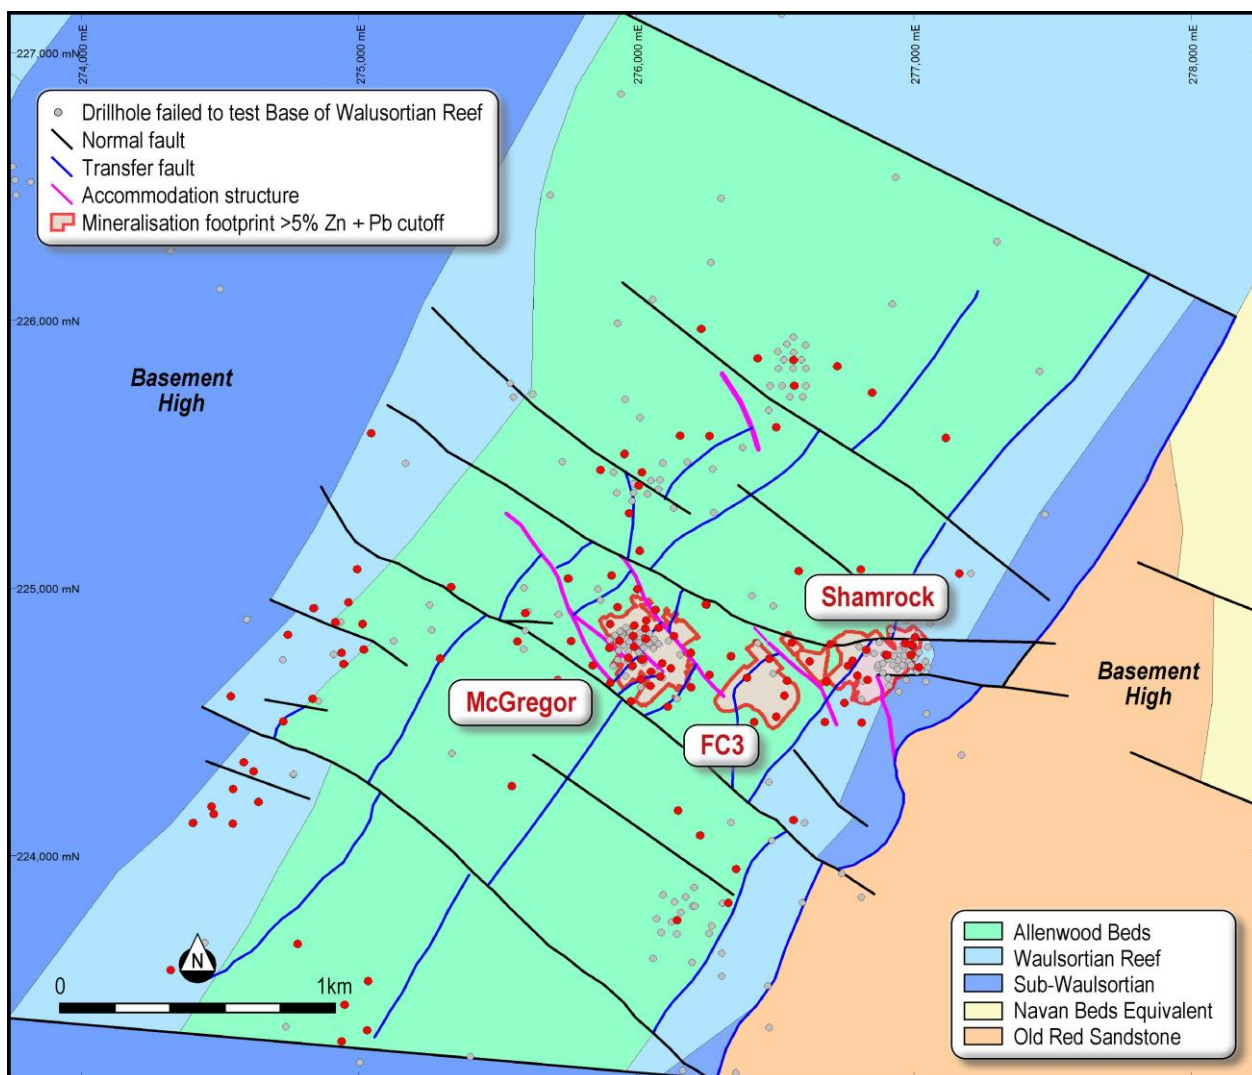 274,000 mE
275,000 mE
276,000 mE
277,000 mE
278,000 mE
227,000 mN
Drillhole failed to test Base of Walusortian Reef
Normal fault
Transfer fault
Accommodation structure
Mineralisation footprint >5% Zn + Pb cutoff
226,000 mN
Basement
High
225,000 mN
Shamrock
Basement
High
McGregor
FC3
224,000 mN
N
0 1km
Allenwood Beds
Waulsortian Reef
Sub-Waulsortian
Navan Beds Equivalent
Old Red Sandstone